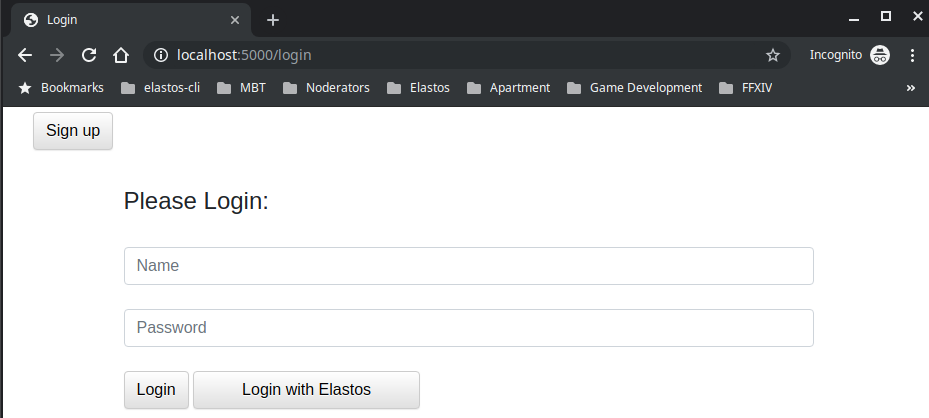 Login
localhost:5000/login
Incognito
Bookmarks elastos-cli MBT Noderators Elastos Apartment Game Development FFXIV »
Sign up
Please Login:
Name
Password
Login Login with Elastos